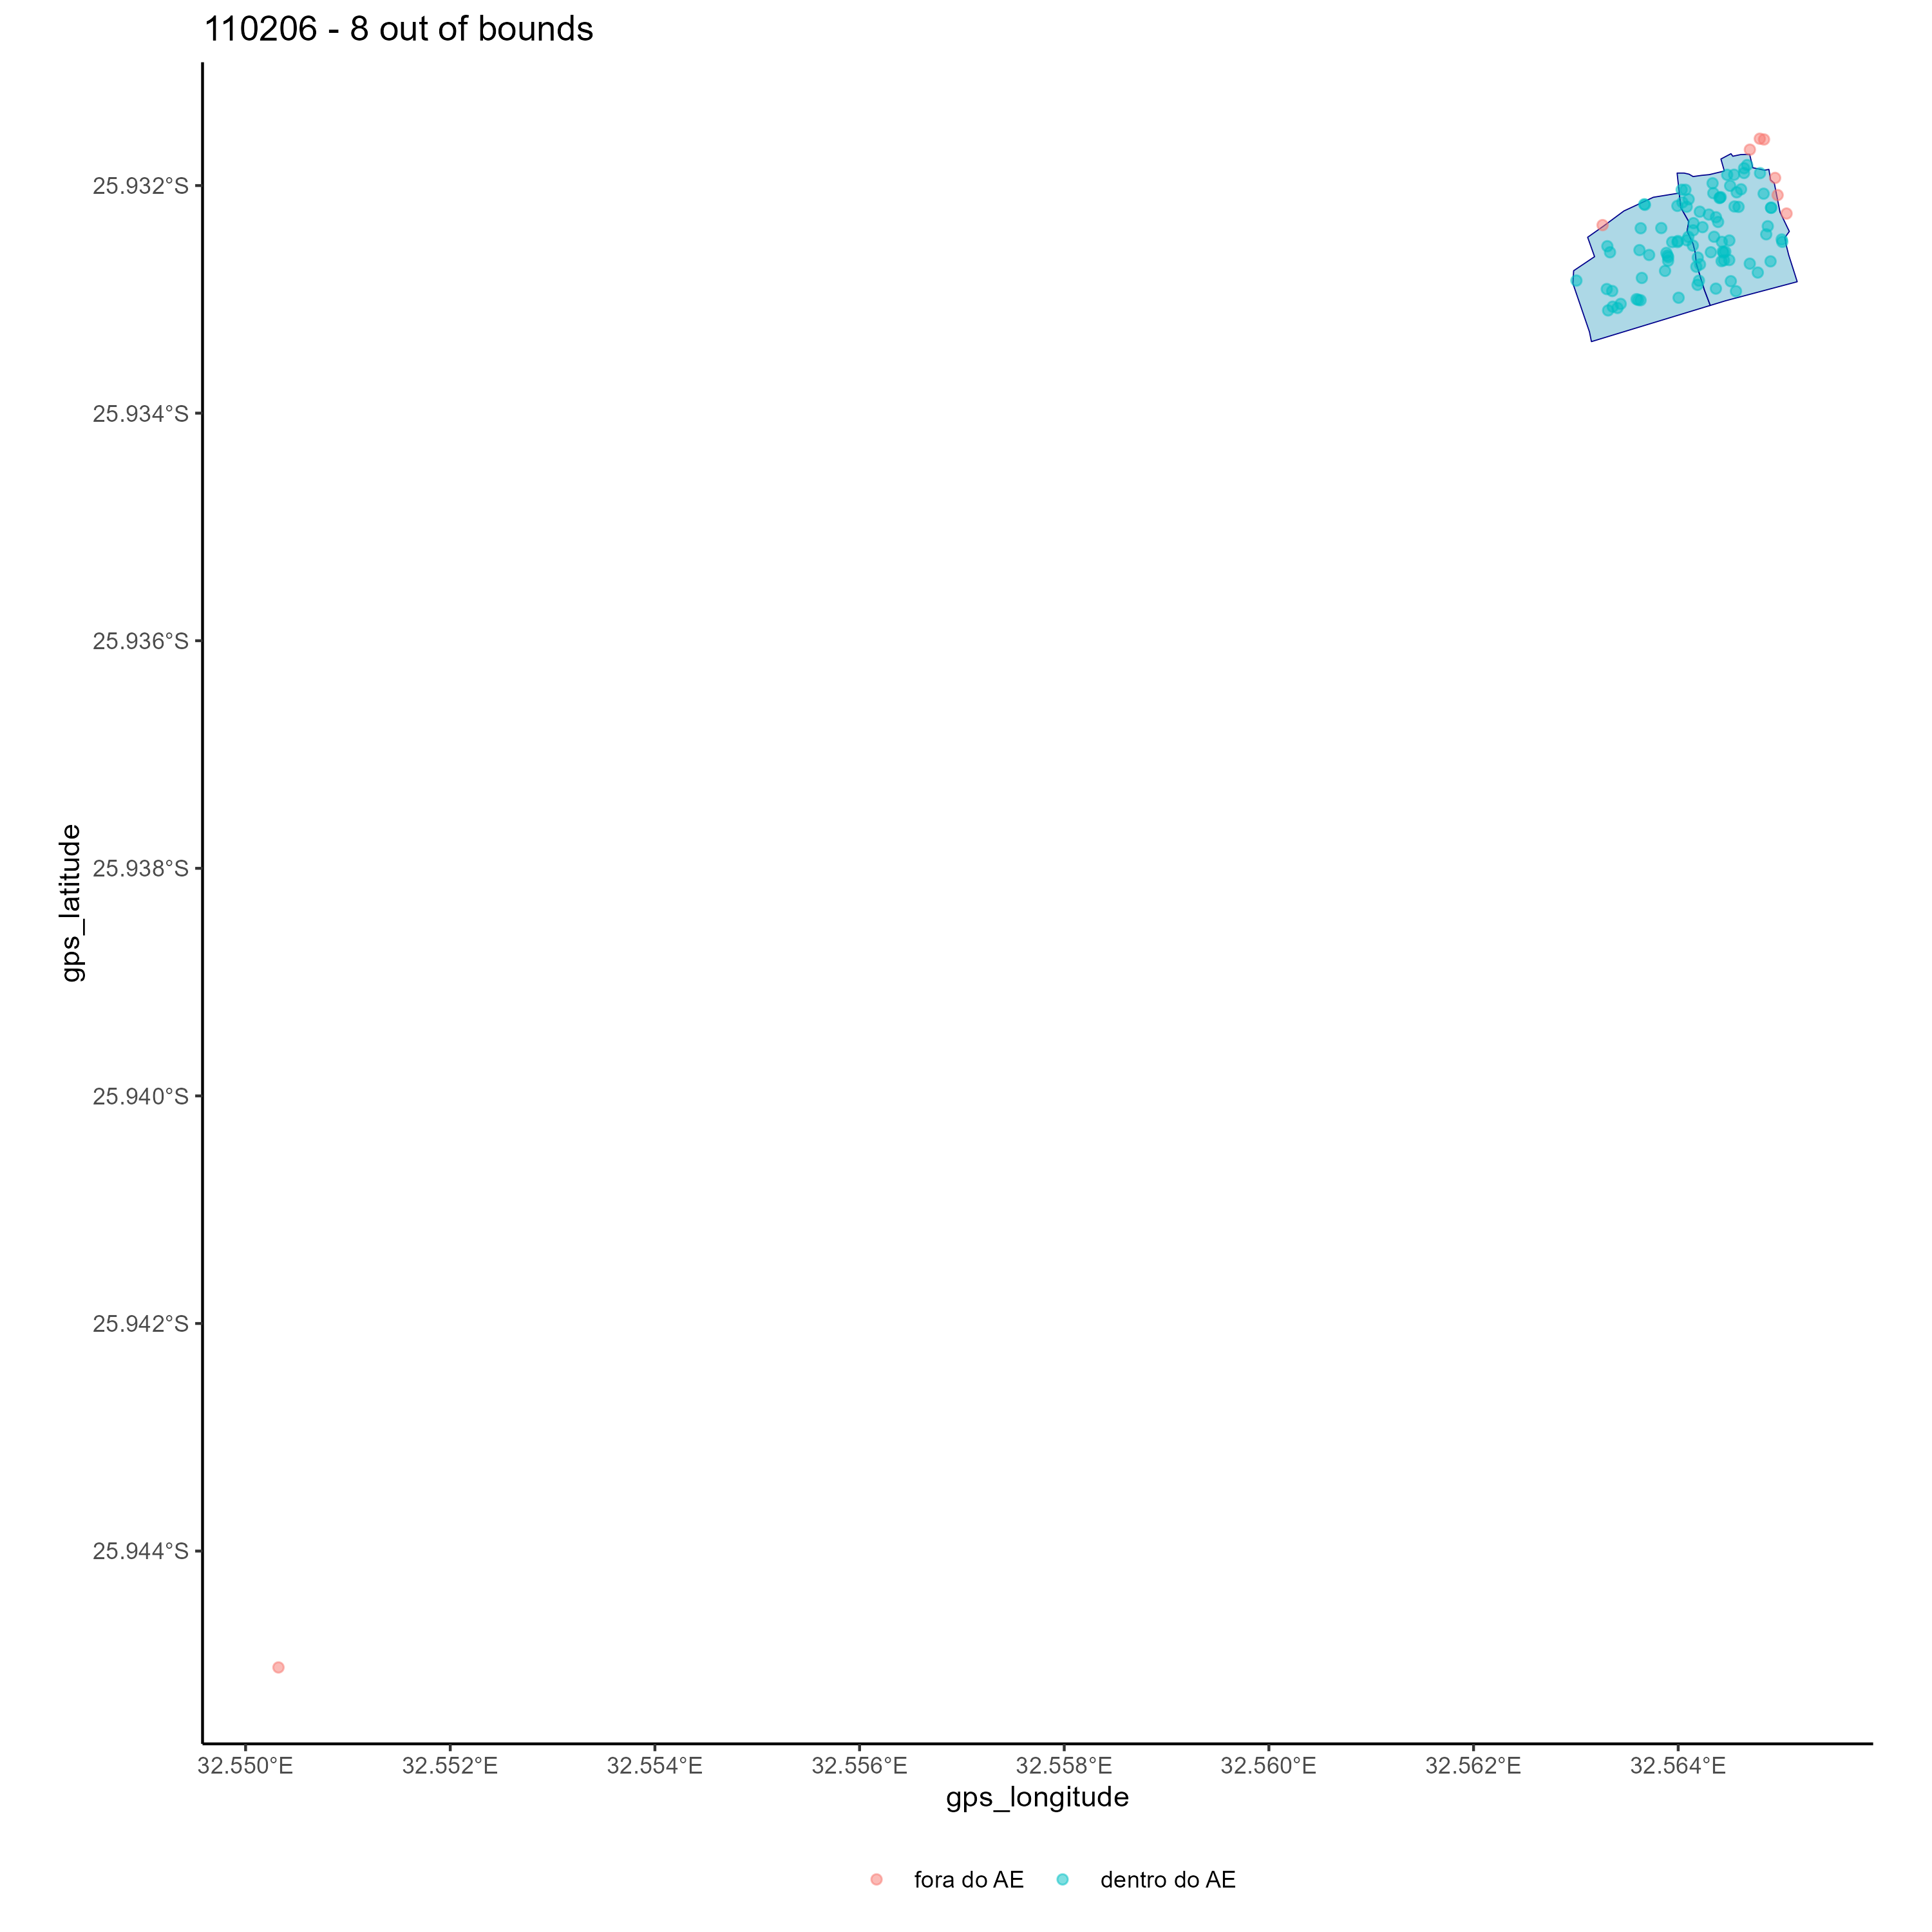 110206 - 8 out of bounds
25.932°S
25.934°S
25.936°S
25.938°S
25.940°S
25.942°S
25.944°S
gps_latitude
32.550°E 32.552°E 32.554°E 32.556°E 32.558°E 32.560°E 32.562°E 32.564°E
gps_longitude
fora do AE dentro do AE